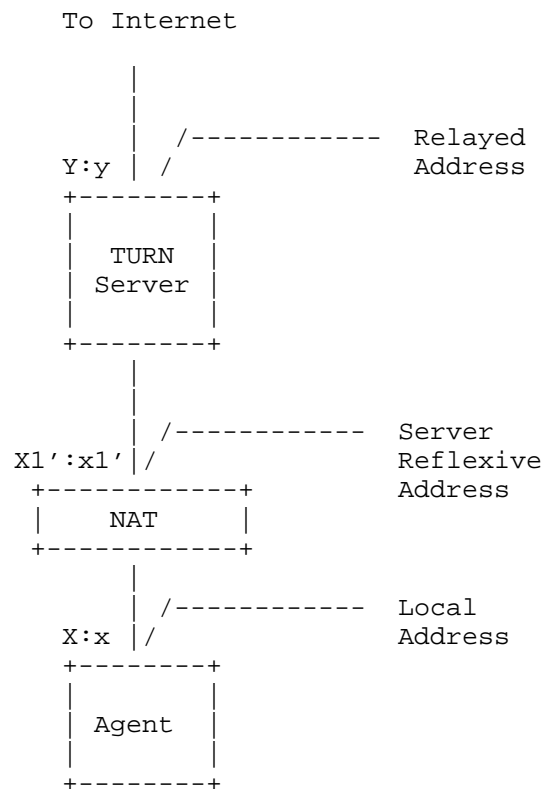 To Internet
|
|
| /------------ Relayed
Y:y | / Address
+--------+
| |
| TURN |
| Server |
| |
+--------+
|
|
| /------------ Server
X1':x1'|/ Reflexive
+------------+ Address
| NAT |
+------------+
|
| /------------ Local
X:x |/ Address
+--------+
| |
| Agent |
| |
+--------+